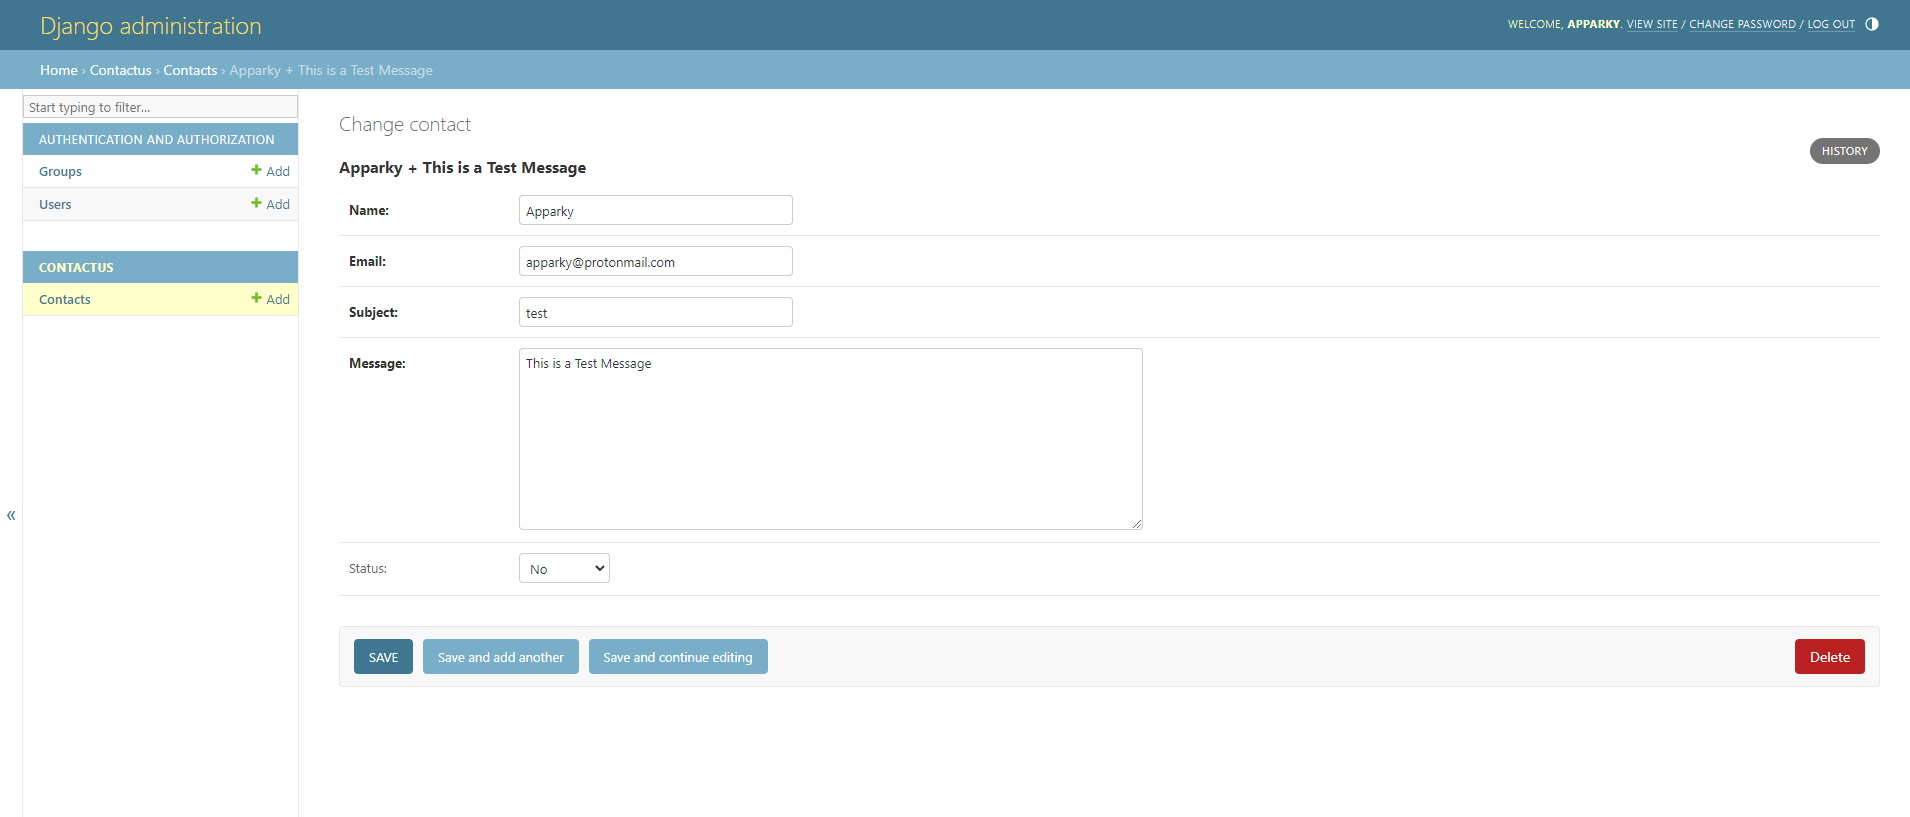 Django administration
WELCOME, APPARKY. VIEW SITE / CHANGE PASSWORD / LOG OUT
Home › Contactus › Contacts › Apparky + This is a Test Message
Start typing to filter...
AUTHENTICATION AND AUTHORIZATION
Groups + Add
Users + Add
CONTACTUS
Contacts + Add
«
Change contact
HISTORY
Apparky + This is a Test Message
Name: Apparky
Email: apparky@protonmail.com
Subject: test
Message: This is a Test Message
Status: No
SAVE Save and add another Save and continue editing Delete